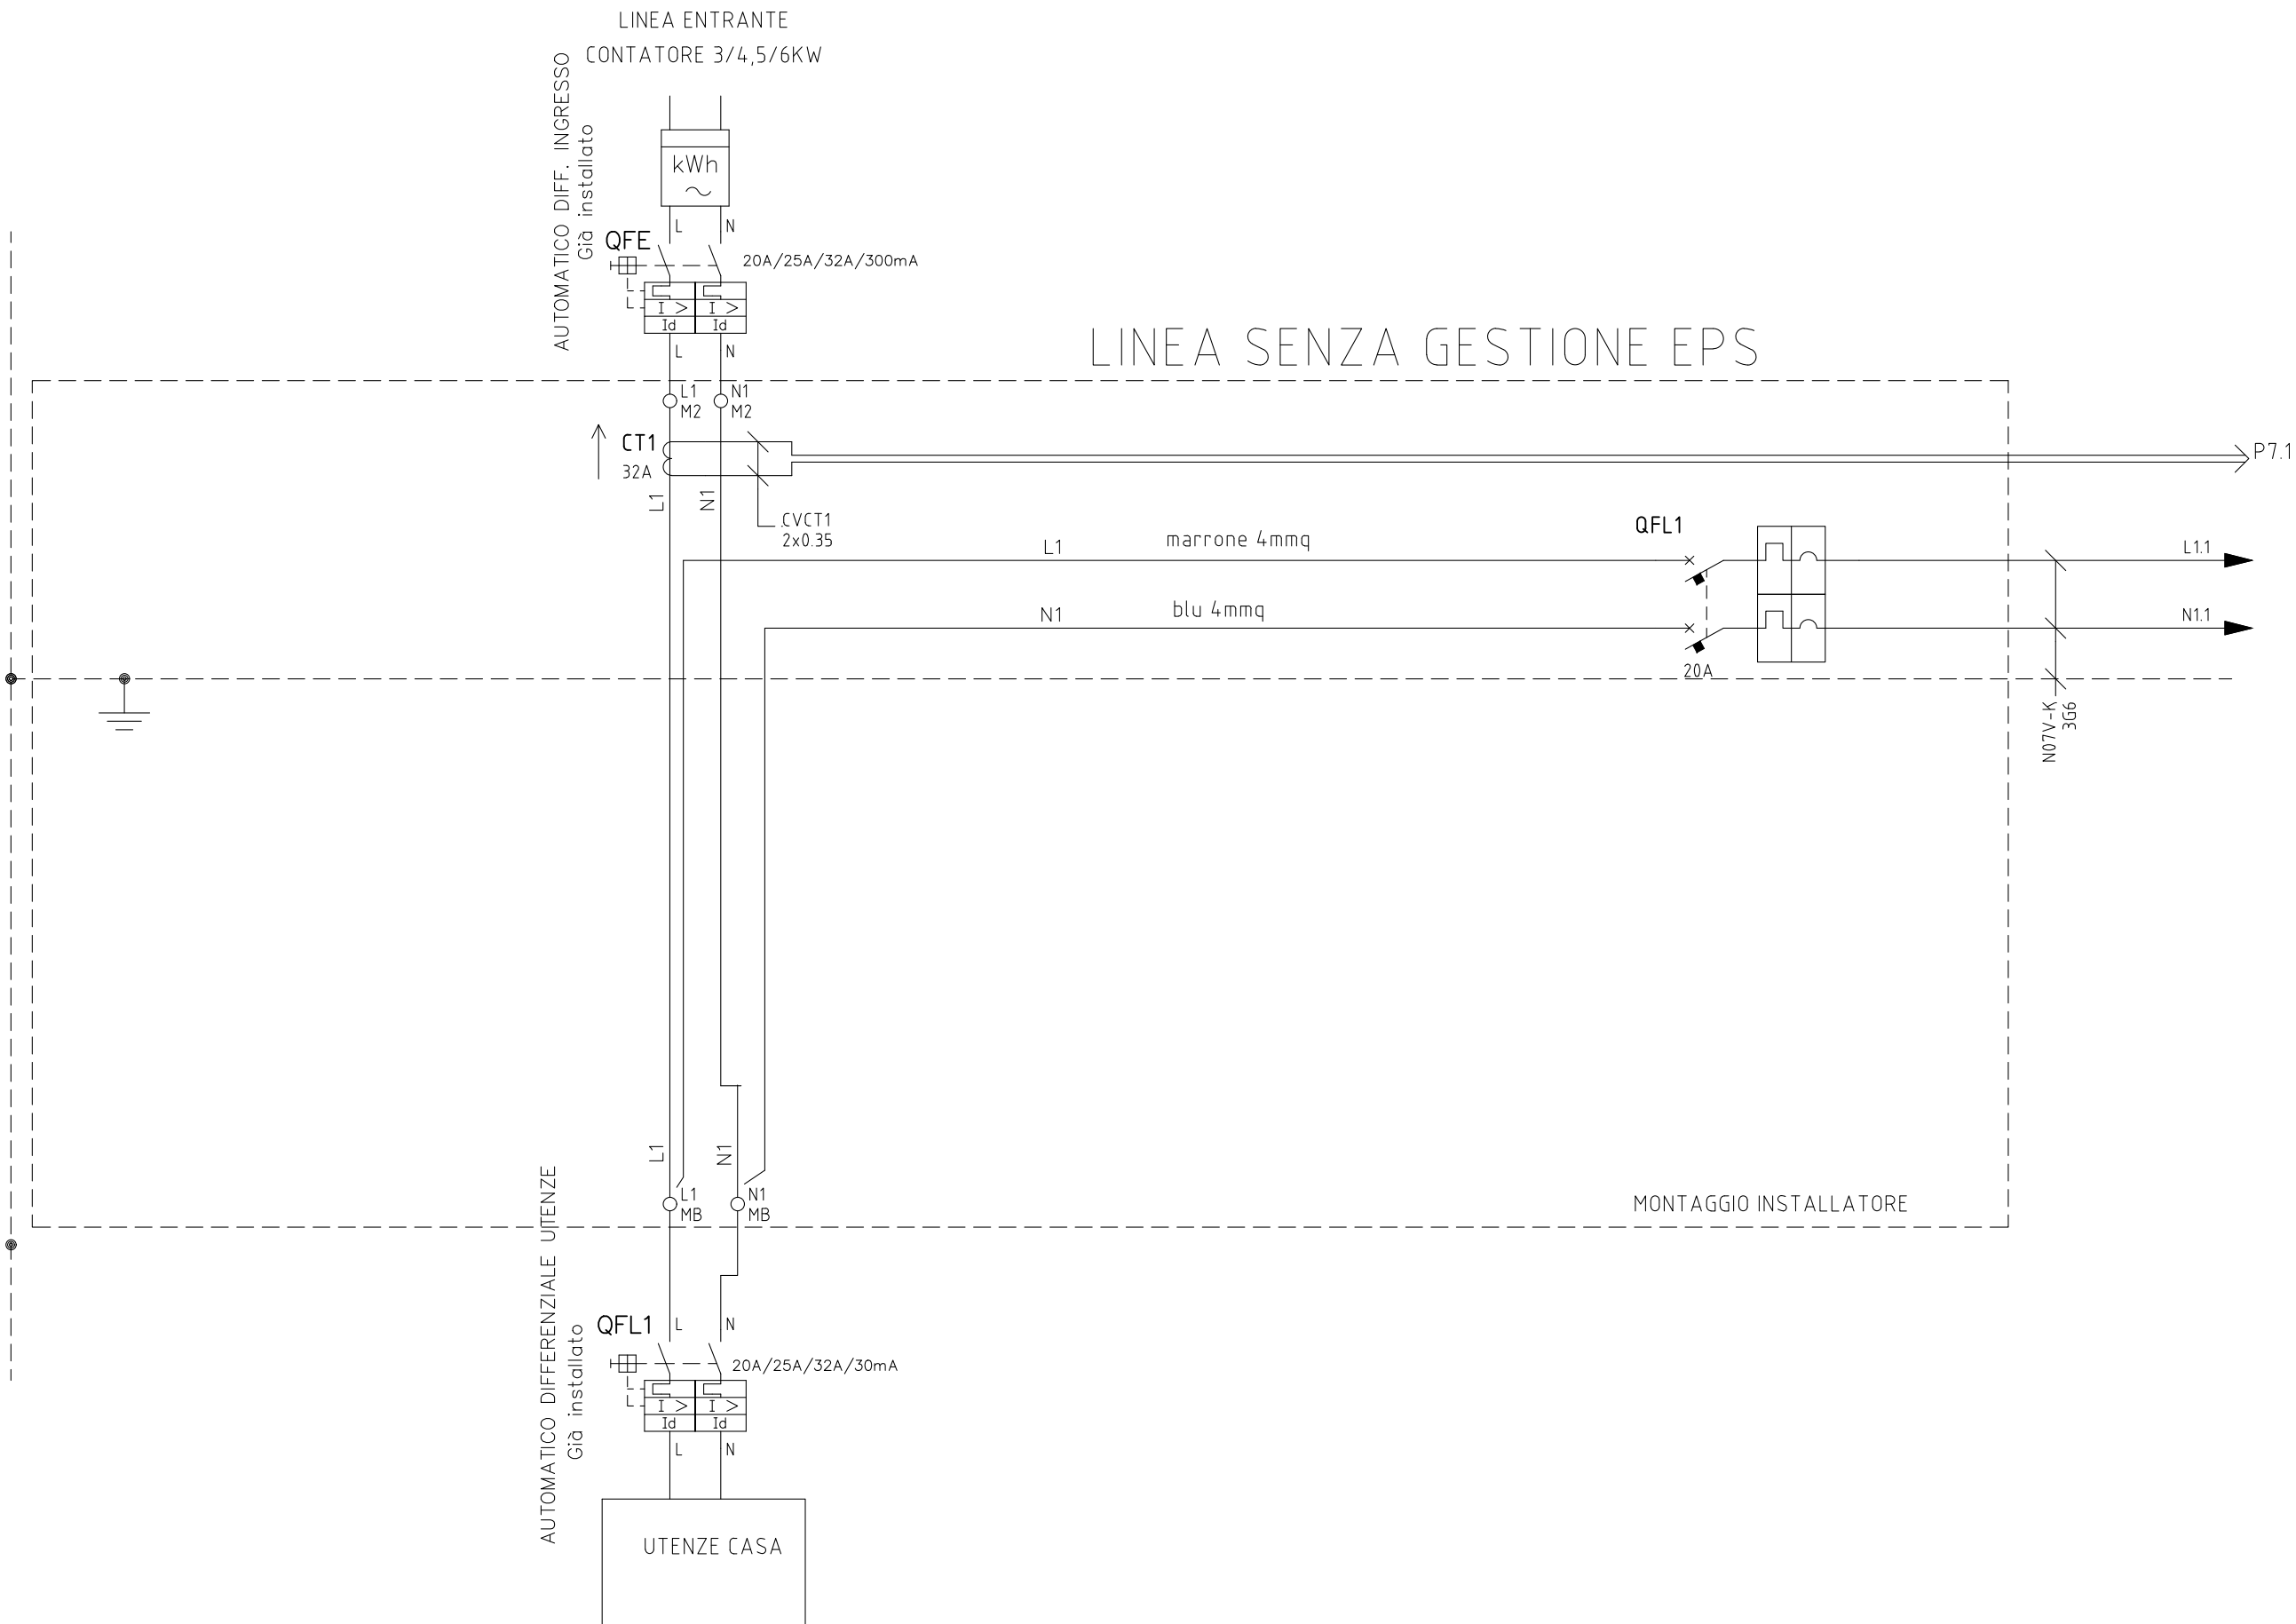 LINEA ENTRANTE
CONTATORE 3/4,5/6KW
AUTOMATICO DIFF. INGRESSO
Già installato
kWh
L
N
QFE
20A/25A/32A/300mA
I >
I >
Id
Id
L
N
LINEA SENZA GESTIONE EPS
L1
M2
N1
M2
CT1
32A
P7.1
L1
N1
CVCT1
2x0.35
QFL1
L1
marrone 4mmq
L1.1
N1
blu 4mmq
N1.1
20A
N07V-K
3G6
L1
N1
L1
MB
N1
MB
MONTAGGIO INSTALLATORE
AUTOMATICO DIFFERENZIALE UTENZE
Già installato
QFL1
L
N
20A/25A/32A/30mA
I >
I >
Id
Id
L
N
UTENZE CASA